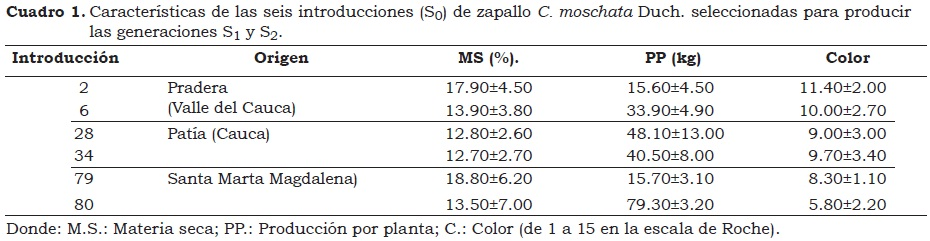 Cuadro 1. Características de las seis introducciones (S0) de zapallo C. moschata Duch. seleccionadas para producir
las generaciones S1 y S2.
Introducción Origen MS (%). PP (kg) Color
2 Pradera 17.90±4.50 15.60±4.50 11.40±2.00
6 (Valle del Cauca) 13.90±3.80 33.90±4.90 10.00±2.70
28 Patía (Cauca) 12.80±2.60 48.10±13.00 9.00±3.00
34 12.70±2.70 40.50±8.00 9.70±3.40
79 Santa Marta Magdalena) 18.80±6.20 15.70±3.10 8.30±1.10
80 13.50±7.00 79.30±3.20 5.80±2.20
Donde: M.S.: Materia seca; PP.: Producción por planta; C.: Color (de 1 a 15 en la escala de Roche).